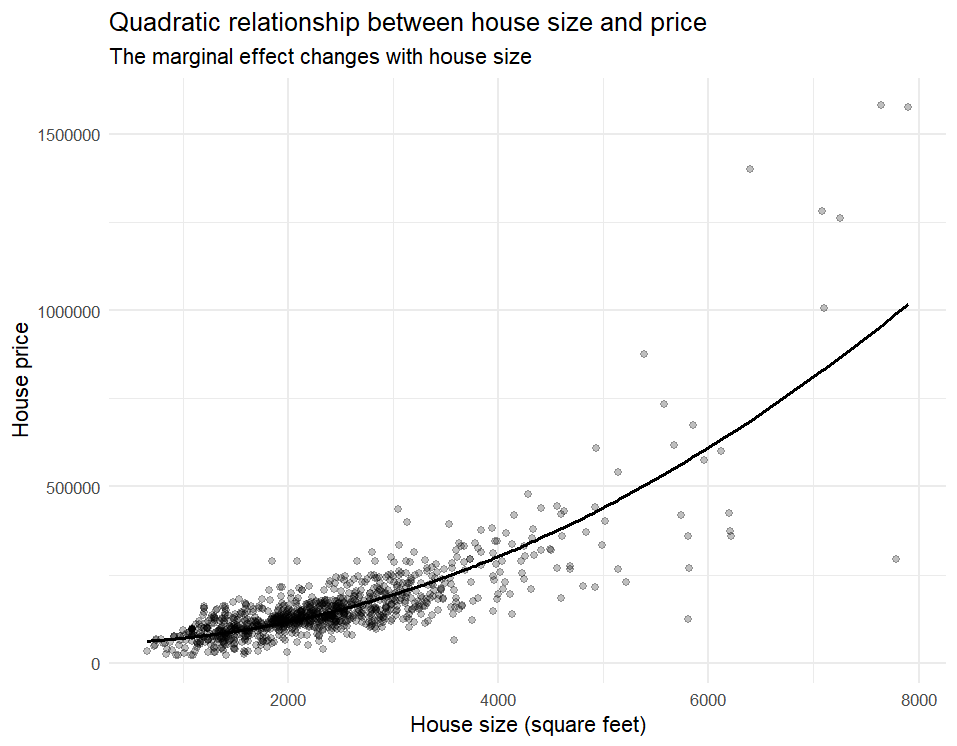 Quadratic relationship between house size and price
The marginal effect changes with house size
1500000
1000000
500000
0
House price
2000 4000 6000 8000
House size (square feet)